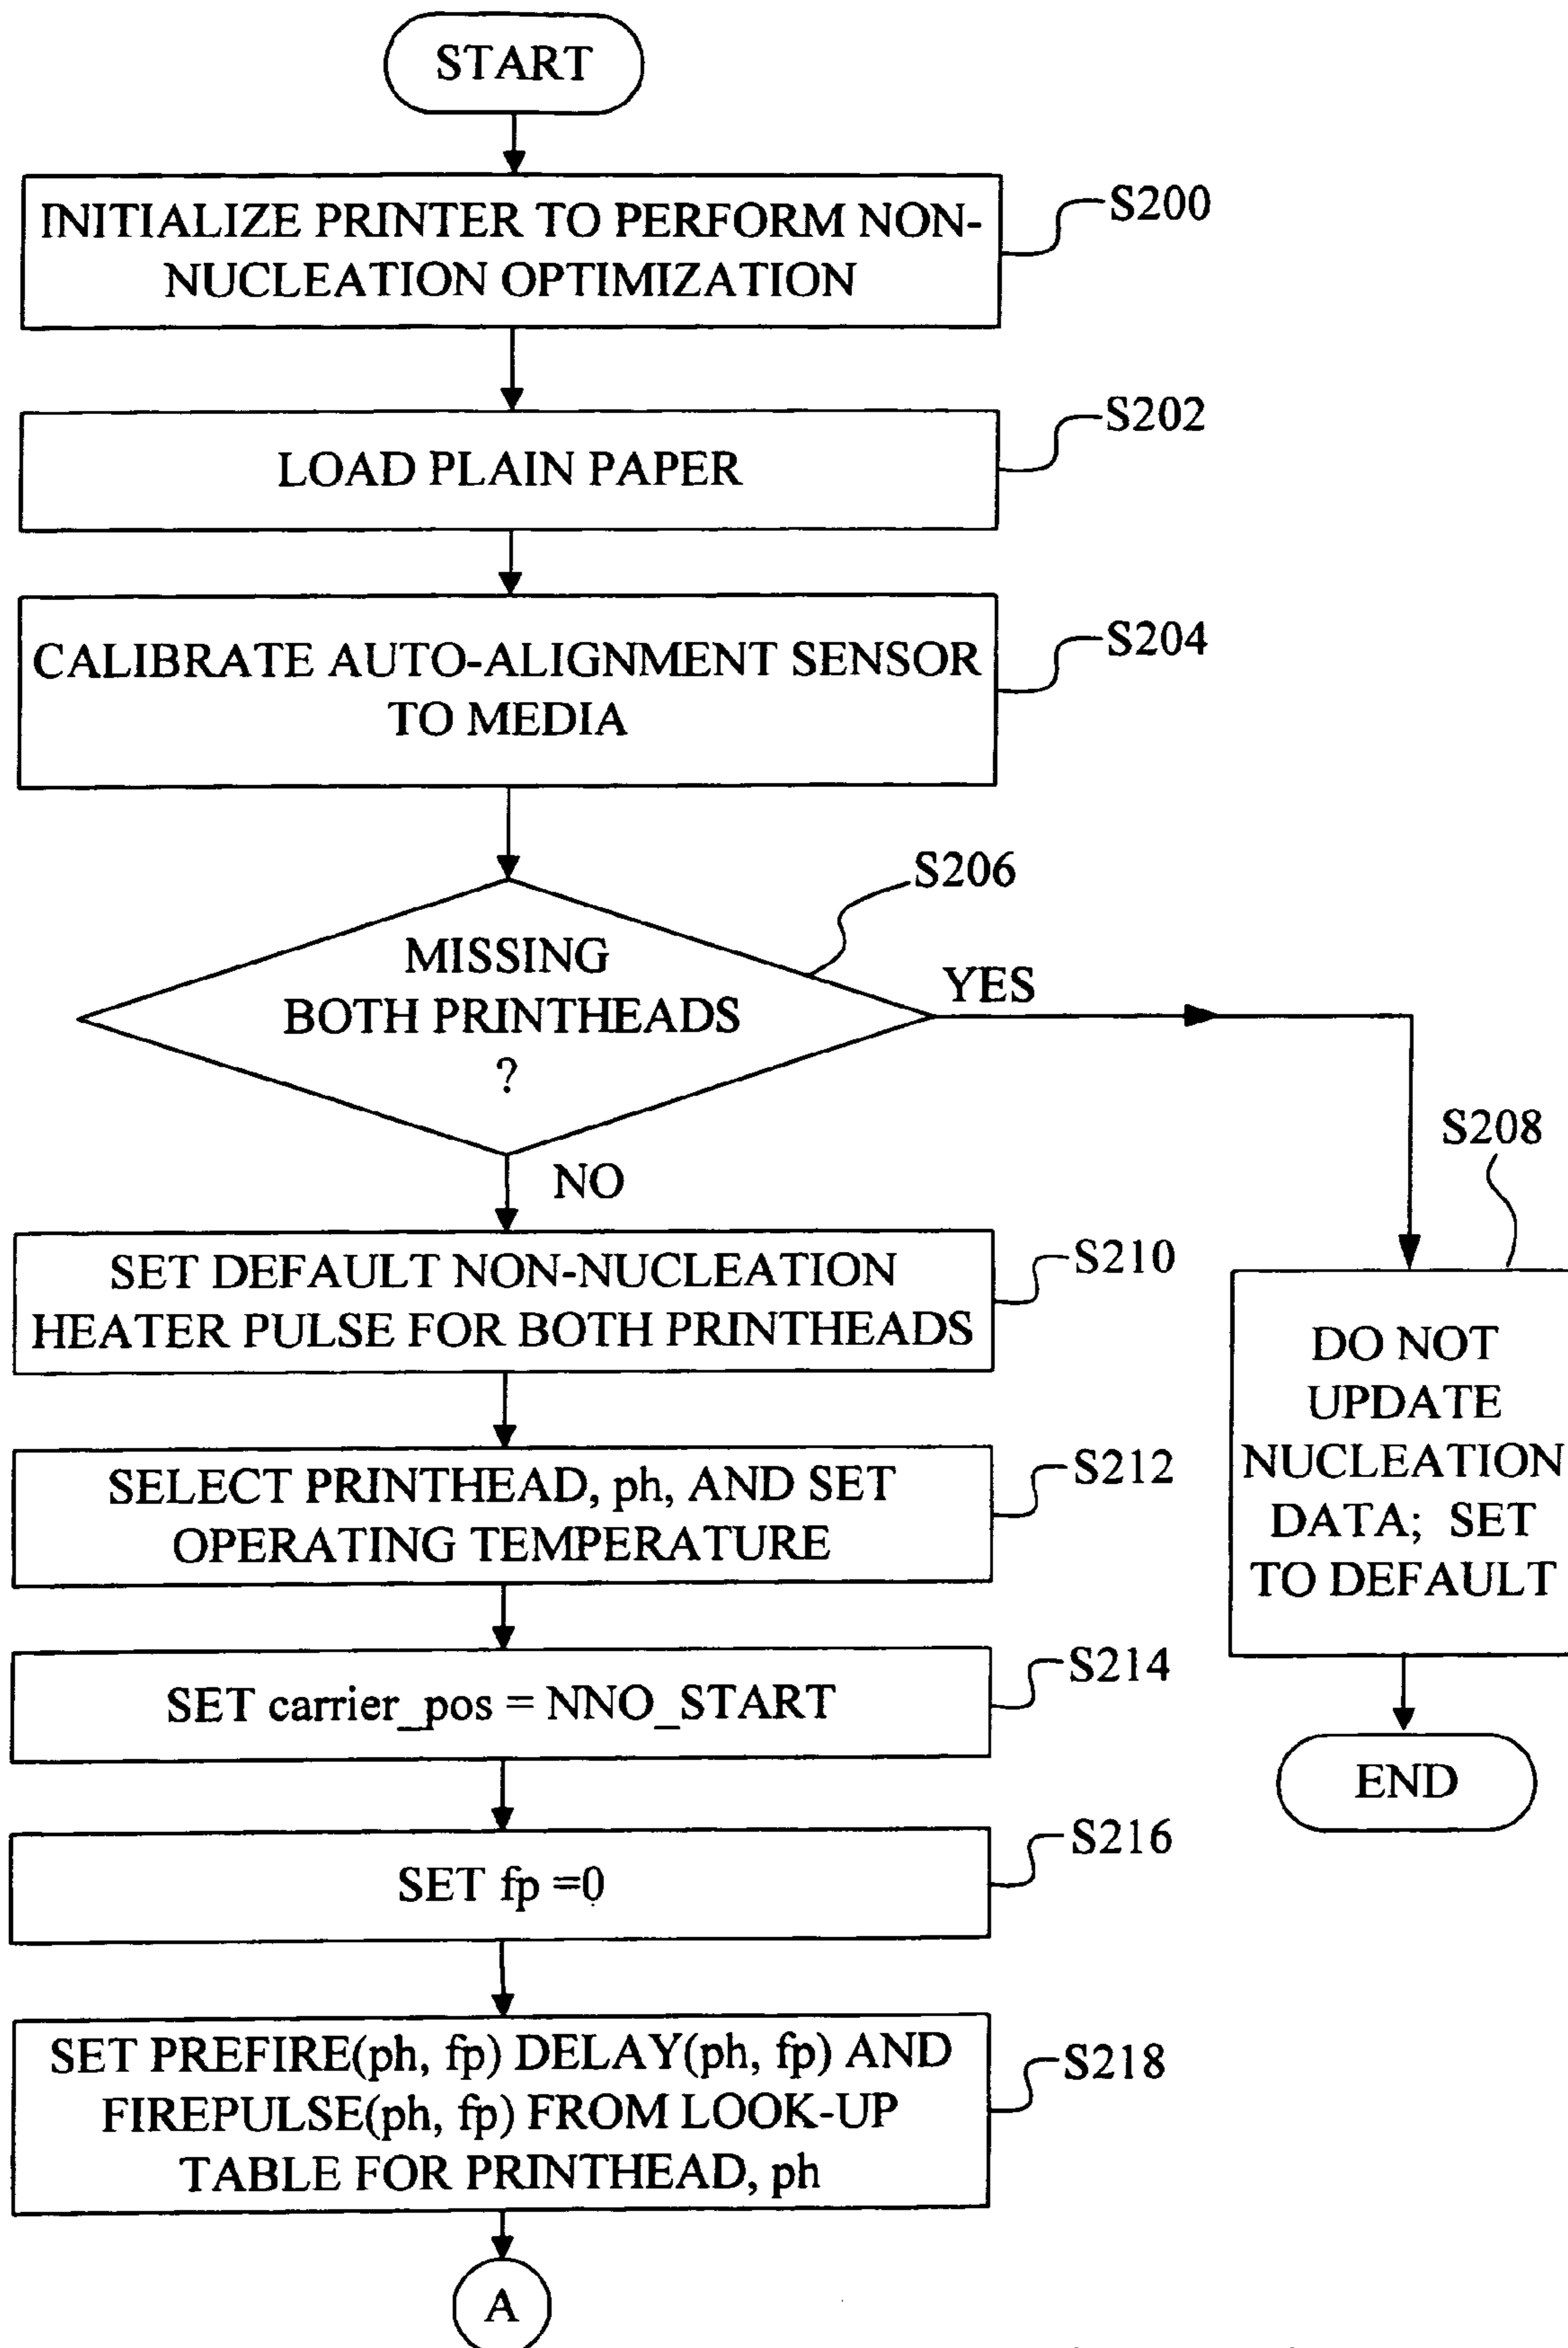 START
INITIALIZE PRINTER TO PERFORM NON-
NUCLEATION OPTIMIZATION
S200
LOAD PLAIN PAPER
S202
CALIBRATE AUTO-ALIGNMENT SENSOR
TO MEDIA
S204
MISSING
BOTH PRINTHEADS
?
S206
YES
NO
S208
DO NOT
UPDATE
NUCLEATION
DATA; SET
TO DEFAULT
END
SET DEFAULT NON-NUCLEATION
HEATER PULSE FOR BOTH PRINTHEADS
S210
SELECT PRINTHEAD, ph, AND SET
OPERATING TEMPERATURE
S212
SET carrier_pos = NNO_START
S214
SET fp =0
S216
SET PREFIRE(ph, fp) DELAY(ph, fp) AND
FIREPULSE(ph, fp) FROM LOOK-UP
TABLE FOR PRINTHEAD, ph
S218
A